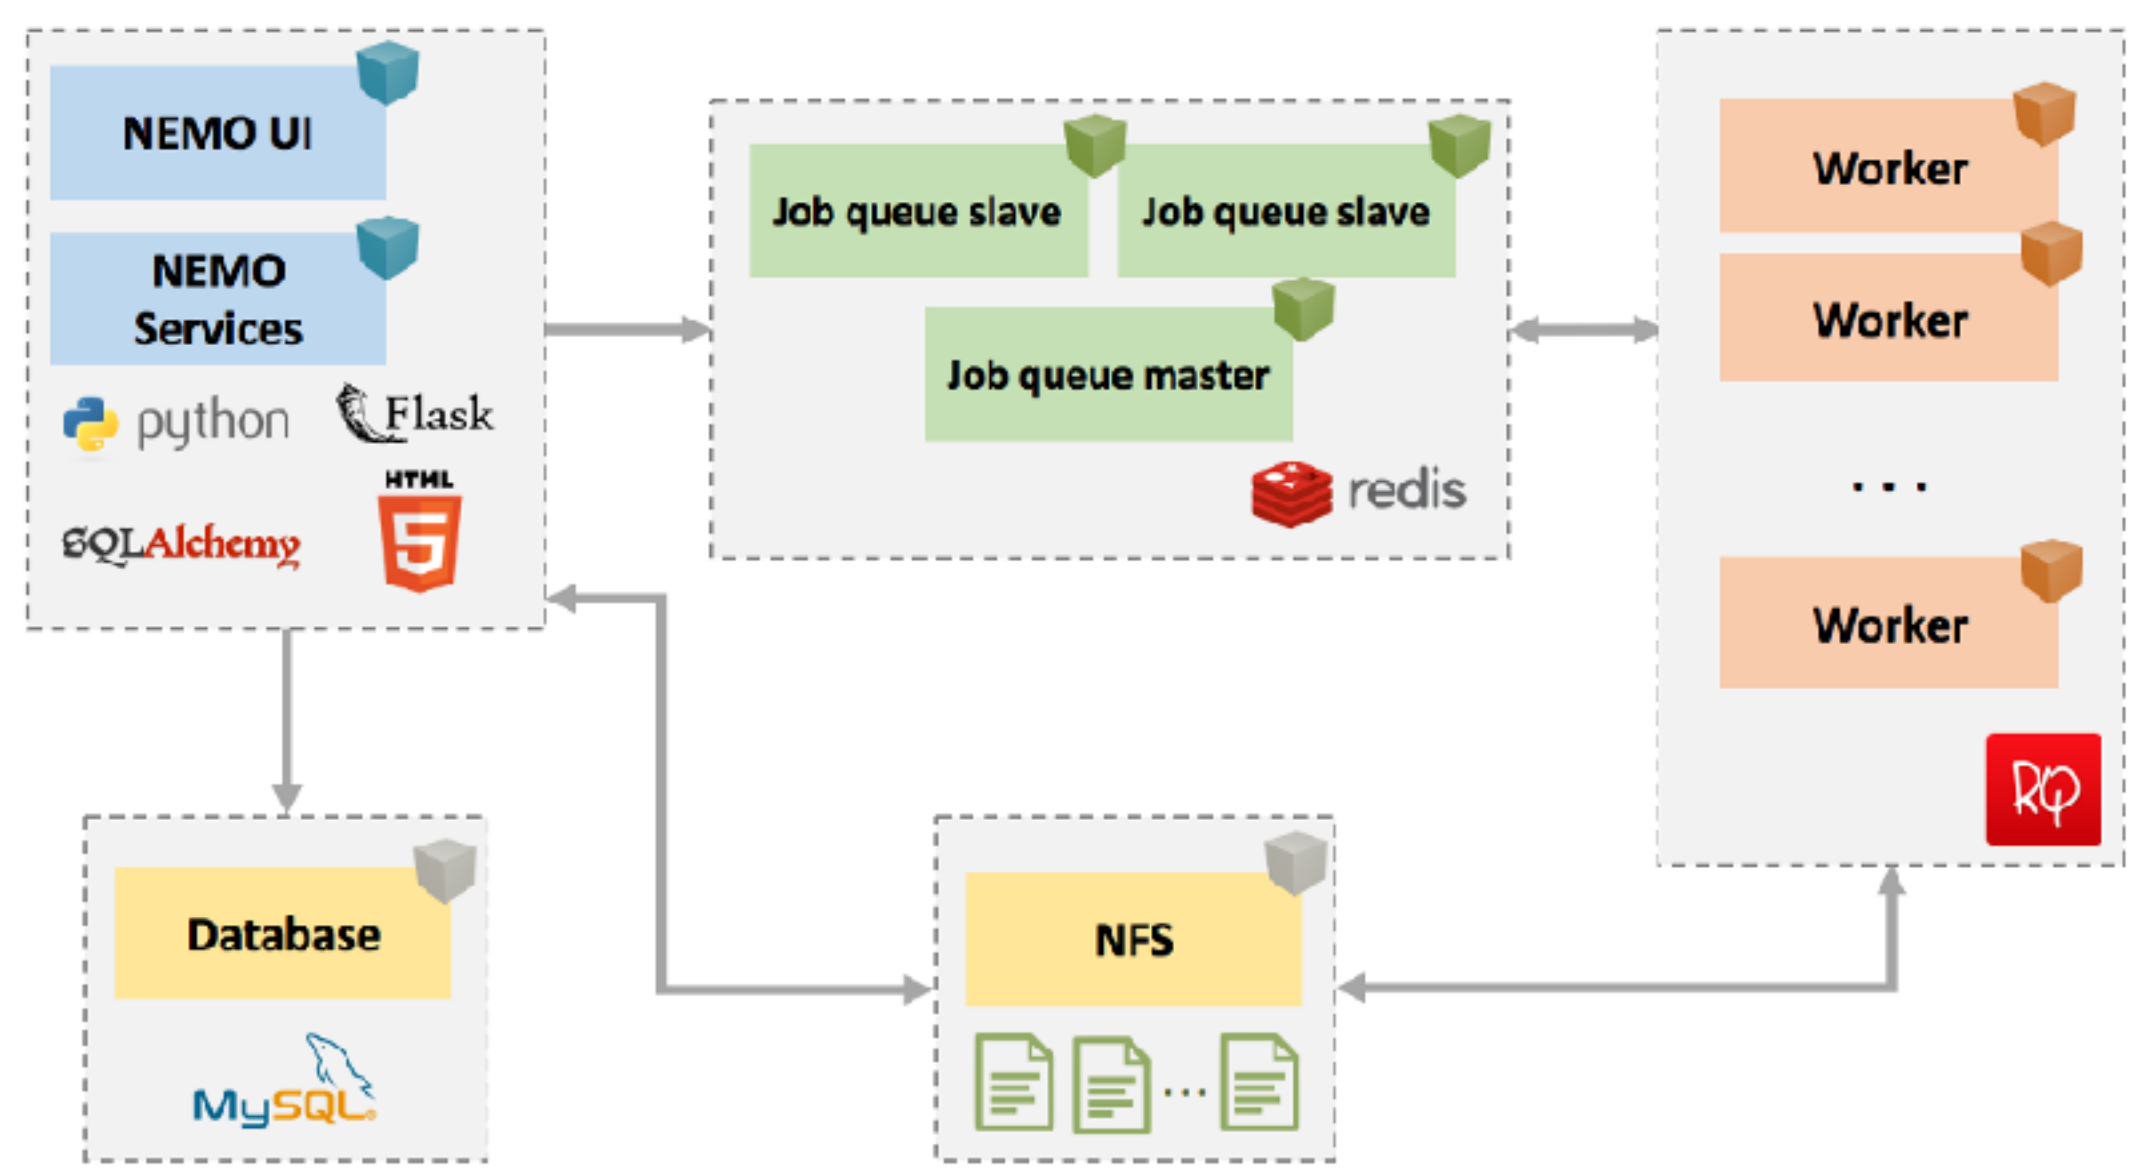 NEMO UI
NEMO
Services
python
Flask
SQLAlchemy
HTML
5
Job queue slave
Job queue slave
Job queue master
redis
Worker
Worker
...
Worker
RQ
Database
MySQL®
NFS
...